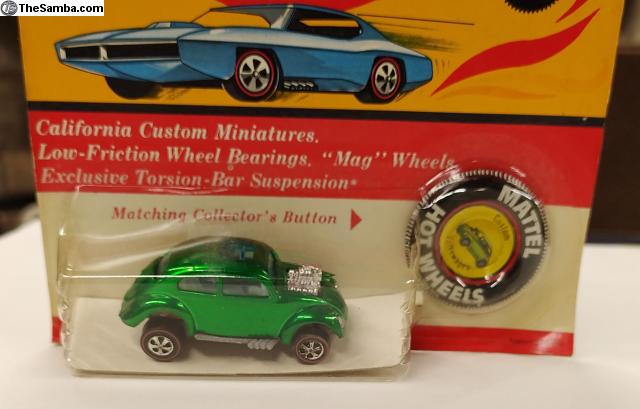 TheSamba.com
California Custom Miniatures.
Low-Friction Wheel Bearings. "Mag" Wheels
Exclusive Torsion-Bar Suspension*
Matching Collector's Button
HOT WHEELS
MATTEL
Custom